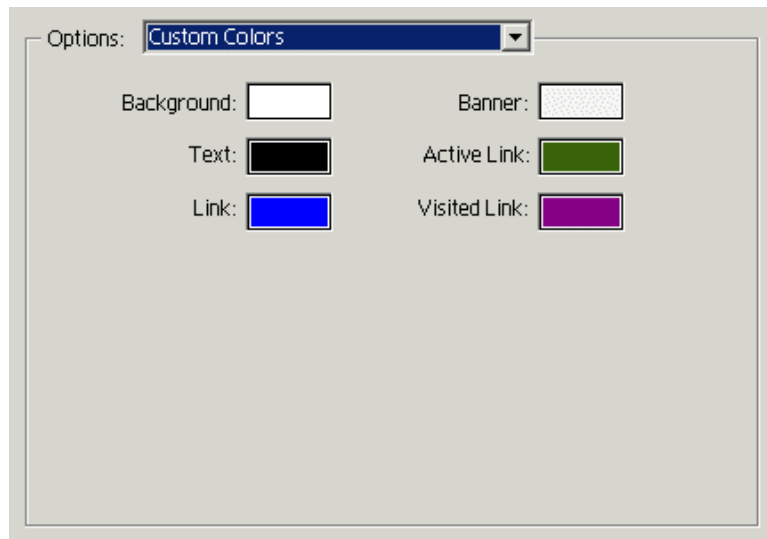 Options: Custom Colors
Background: Banner:
Text: Active Link:
Link: Visited Link: